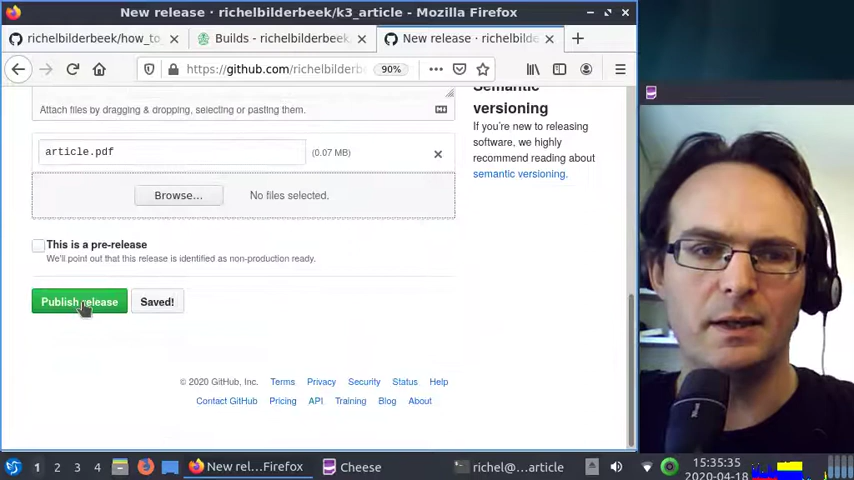 New release · richelbilderbeek/k3_article - Mozilla Firefox
richelbilderbeek/how_to
Builds - richelbilderbeek
New release · richelbilde
https://github.com/richelbilderb
90%
Attach files by dragging & dropping, selecting or pasting them.
article.pdf
(0.07 MB)
Browse...
No files selected.
This is a pre-release
We'll point out that this release is identified as non-production ready.
Publish release
Saved!
Semantic
versioning
If you're new to releasing
software, we highly
recommend reading about
semantic versioning.
© 2020 GitHub, Inc. Terms Privacy Security Status Help
Contact GitHub Pricing API Training Blog About
1 2 3 4
New rel...Firefox
Cheese
richel@...article
15:35:35
2020-04-18